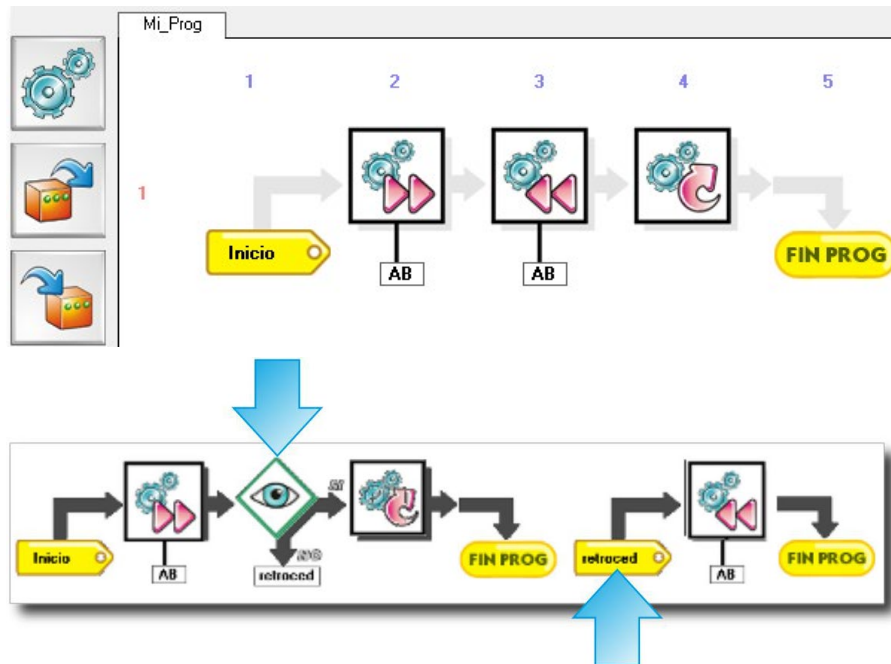 Mi_Prog
1 2 3 4 5
1
Inicio
FIN PROG
AB AB
SI
Inicio
NO
FIN PROG
retroced
FIN PROG
AB
retroced
AB